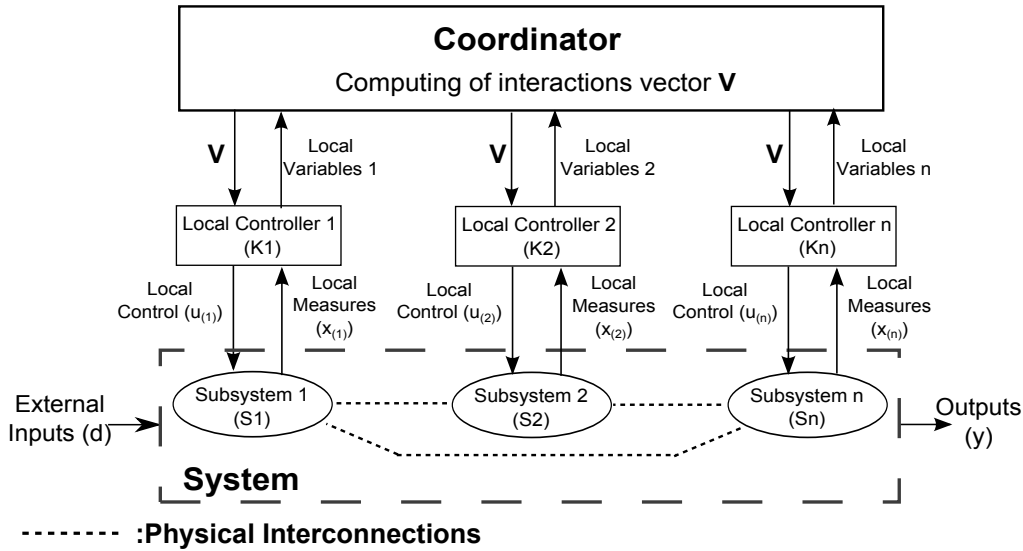 Coordinator
Computing of interactions vector V
V
Local
Variables 1
V
Local
Variables 2
V
Local
Variables n
Local Controller 1
(K1)
Local Controller 2
(K2)
Local Controller n
(Kn)
Local
Control (u(1))
Local
Measures
(x(1))
Local
Control (u(2))
Local
Measures
(x(2))
Local
Control (u(n))
Local
Measures
(x(n))
External
Inputs (d)
Subsystem 1
(S1)
Subsystem 2
(S2)
Subsystem n
(Sn)
Outputs
(y)
System
:Physical Interconnections